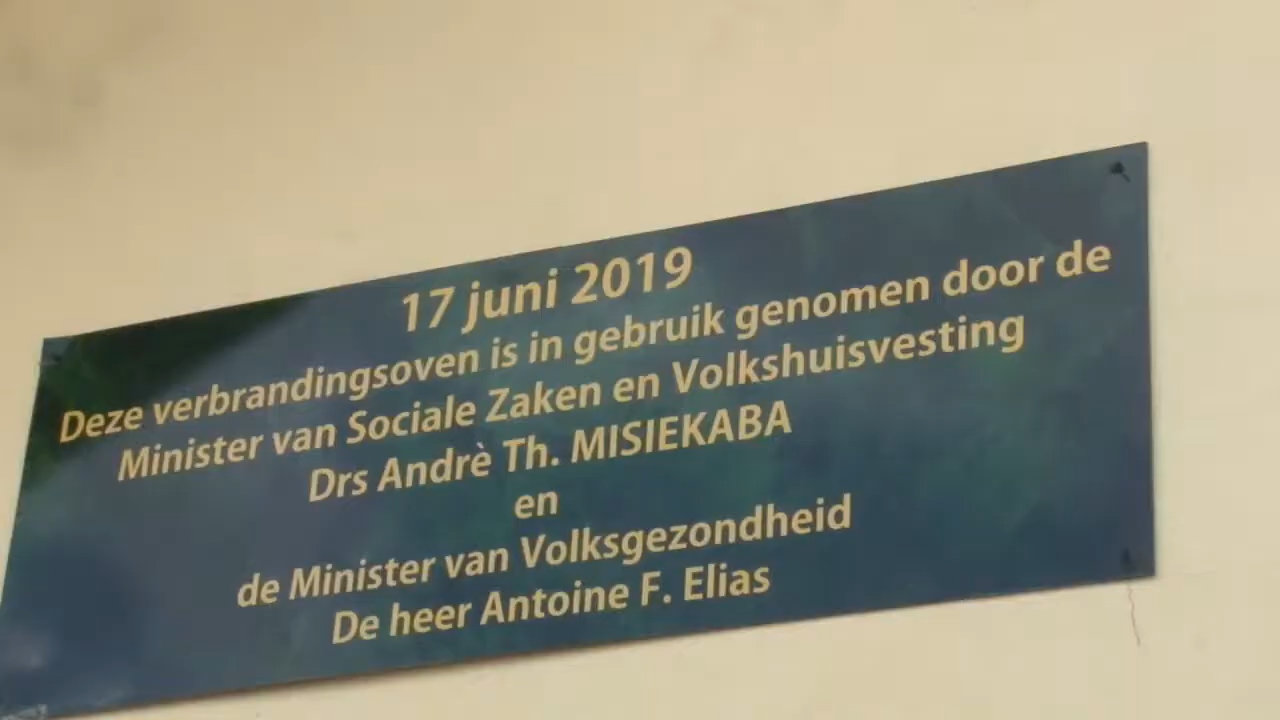 17 juni 2019
Deze verbrandingsoven is in gebruik genomen door de
Minister van Sociale Zaken en Volkshuisvesting
Drs Andrè Th. MISIEKABA
en
de Minister van Volksgezondheid
De heer Antoine F. Elias